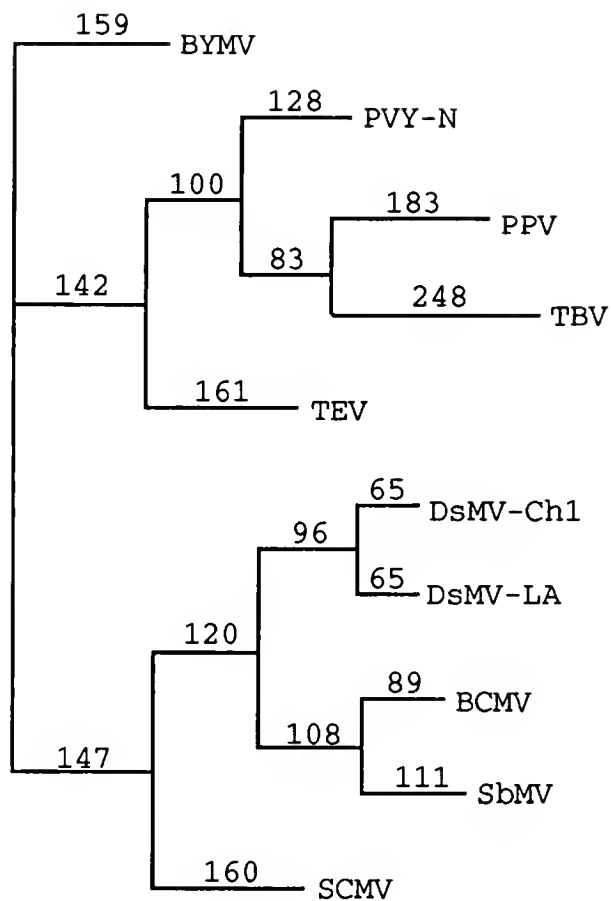 159
BYMV
128
PVY-N
100
183
PPV
83
142
248
TBV
161
TEV
65
DsMV-Ch1
96
65
DsMV-LA
120
89
BCMV
108
147
111
SbMV
160
SCMV